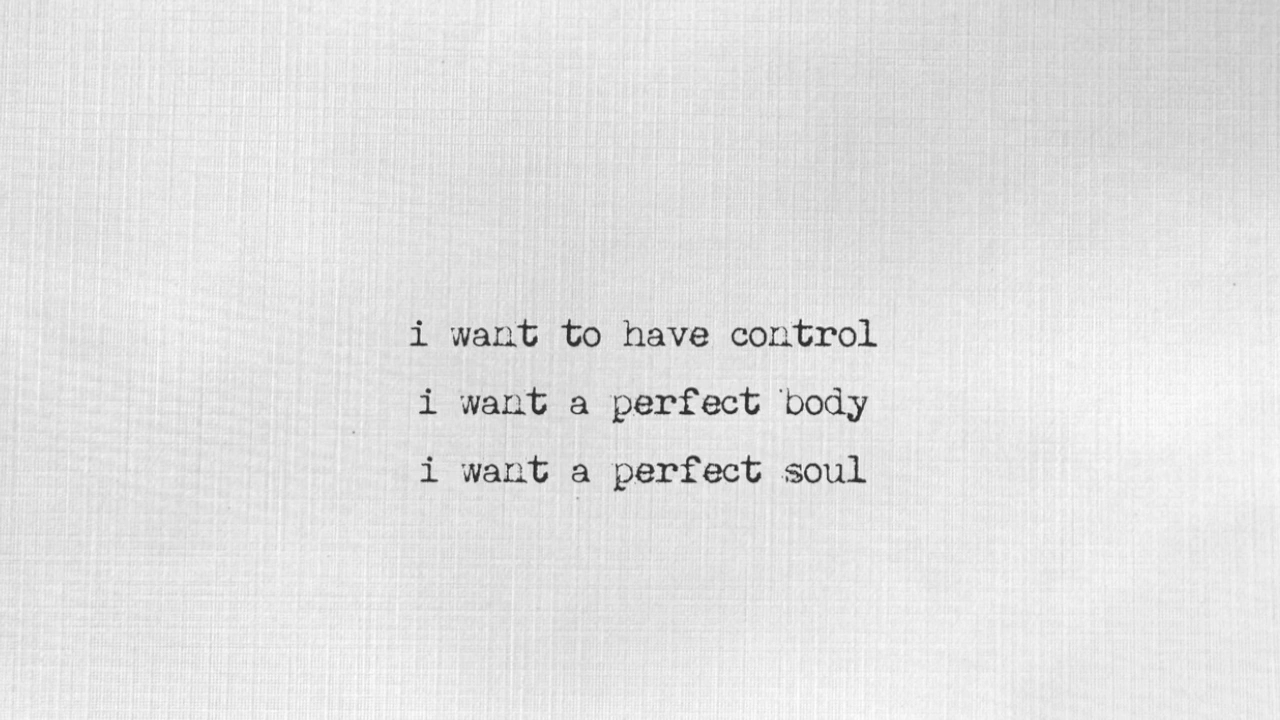 i want to have control
i want a perfect body
i want a perfect soul